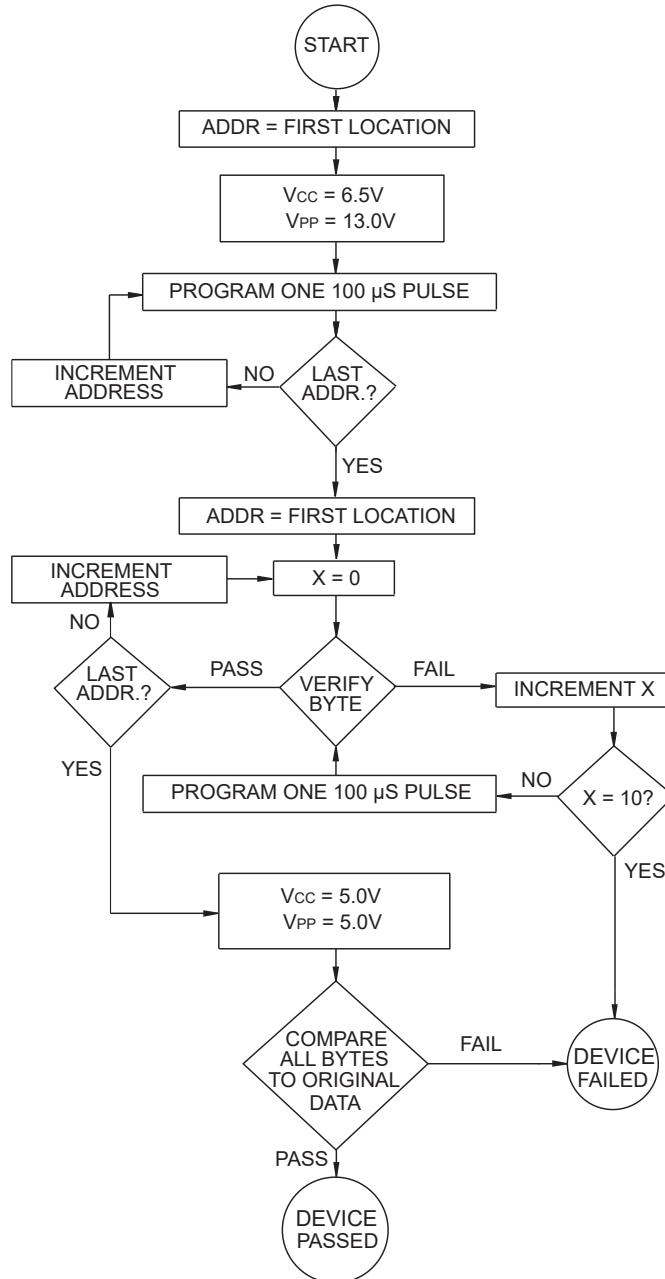 START
ADDR = FIRST LOCATION
VCC = 6.5V
VPP = 13.0V
PROGRAM ONE 100 µS PULSE
INCREMENT
ADDRESS
NO
LAST
ADDR.?
YES
ADDR = FIRST LOCATION
INCREMENT
ADDRESS
X = 0
NO
LAST
ADDR.?
PASS
VERIFY
BYTE
FAIL
INCREMENT X
YES
PROGRAM ONE 100 µS PULSE
NO
X = 10?
YES
VCC = 5.0V
VPP = 5.0V
COMPARE
ALL BYTES
TO ORIGINAL
DATA
FAIL
DEVICE
FAILED
PASS
DEVICE
PASSED